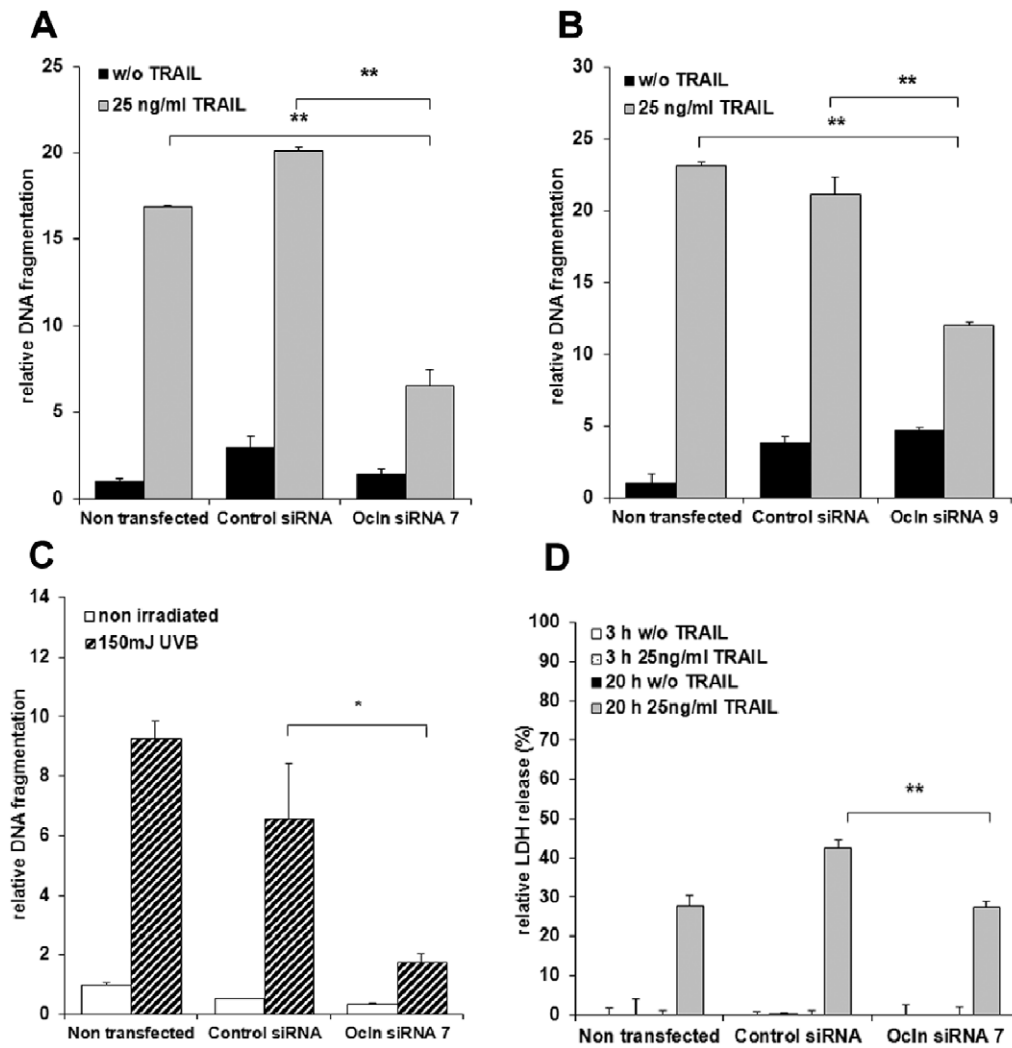 A
w/o TRAIL
25 ng/ml TRAIL
**
**
relative DNA fragmentation
25
20
15
10
5
0
Non transfected
Control siRNA
Ocln siRNA 7
B
w/o TRAIL
25 ng/ml TRAIL
**
**
relative DNA fragmentation
30
25
20
15
10
5
0
Non transfected
Control siRNA
Ocln siRNA 9
C
non irradiated
150mJ UVB
*
relative DNA fragmentation
14
12
10
8
6
4
2
0
Non transfected
Control siRNA
Ocln siRNA 7
D
3 h w/o TRAIL
3 h 25ng/ml TRAIL
20 h w/o TRAIL
20 h 25ng/ml TRAIL
**
relative LDH release (%)
100
90
80
70
60
50
40
30
20
10
0
Non transfected
Control siRNA
Ocln siRNA 7